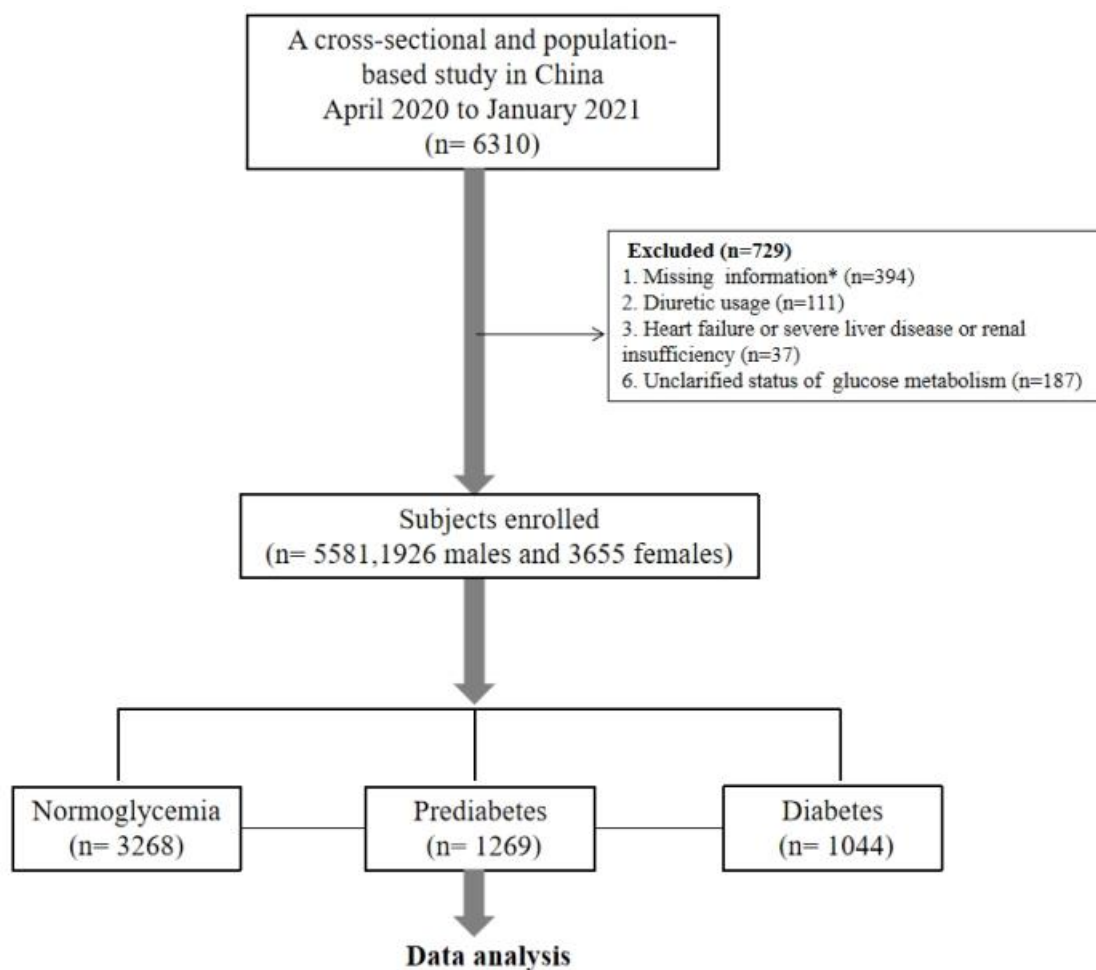 A cross-sectional and population-
based study in China
April 2020 to January 2021
(n= 6310)
Excluded (n=729)
1. Missing information* (n=394)
2. Diuretic usage (n=111)
3. Heart failure or severe liver disease or renal
insufficiency (n=37)
6. Unclarified status of glucose metabolism (n=187)
Subjects enrolled
(n= 5581,1926 males and 3655 females)
Normoglycemia
(n= 3268)
Prediabetes
(n= 1269)
Diabetes
(n= 1044)
Data analysis